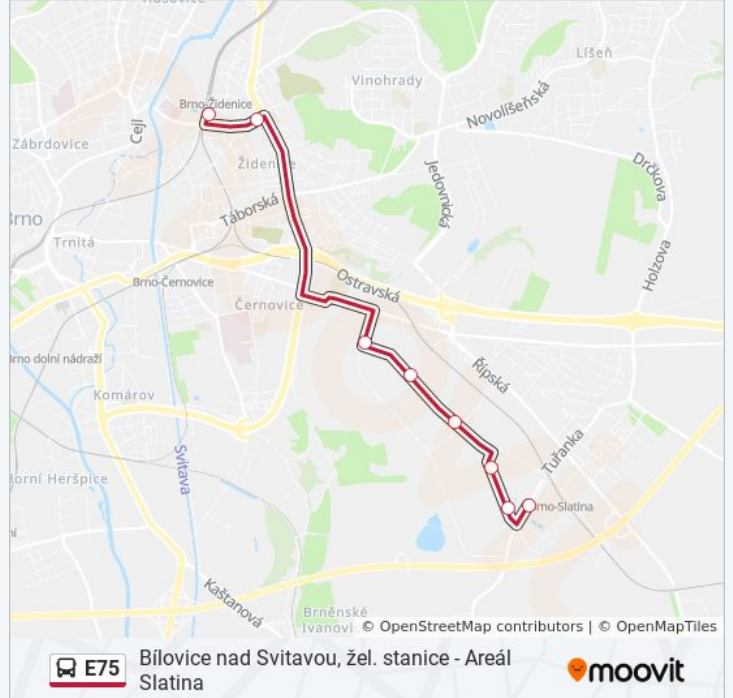 Husovice
Líšeň
Vinohrady
Brno-Židenice
Novolíšeňská
Cejl
Zábrdovice
Židenice
Drčkova
Jedovnická
Táborská
Brno
Trnitá
Holzova
Ostravská
Brno-Černovice
Černovice
Brno dolní nádraží
Řípská
Komárov
Tuřanka
Svitava
Horní Heršpice
Brno-Slatina
Kaštanová
Brněnské
Ivanovice
© OpenStreetMap contributors | © OpenMapTiles
E75
Bílovice nad Svitavou, žel. stanice - Areál
Slatina
moovit